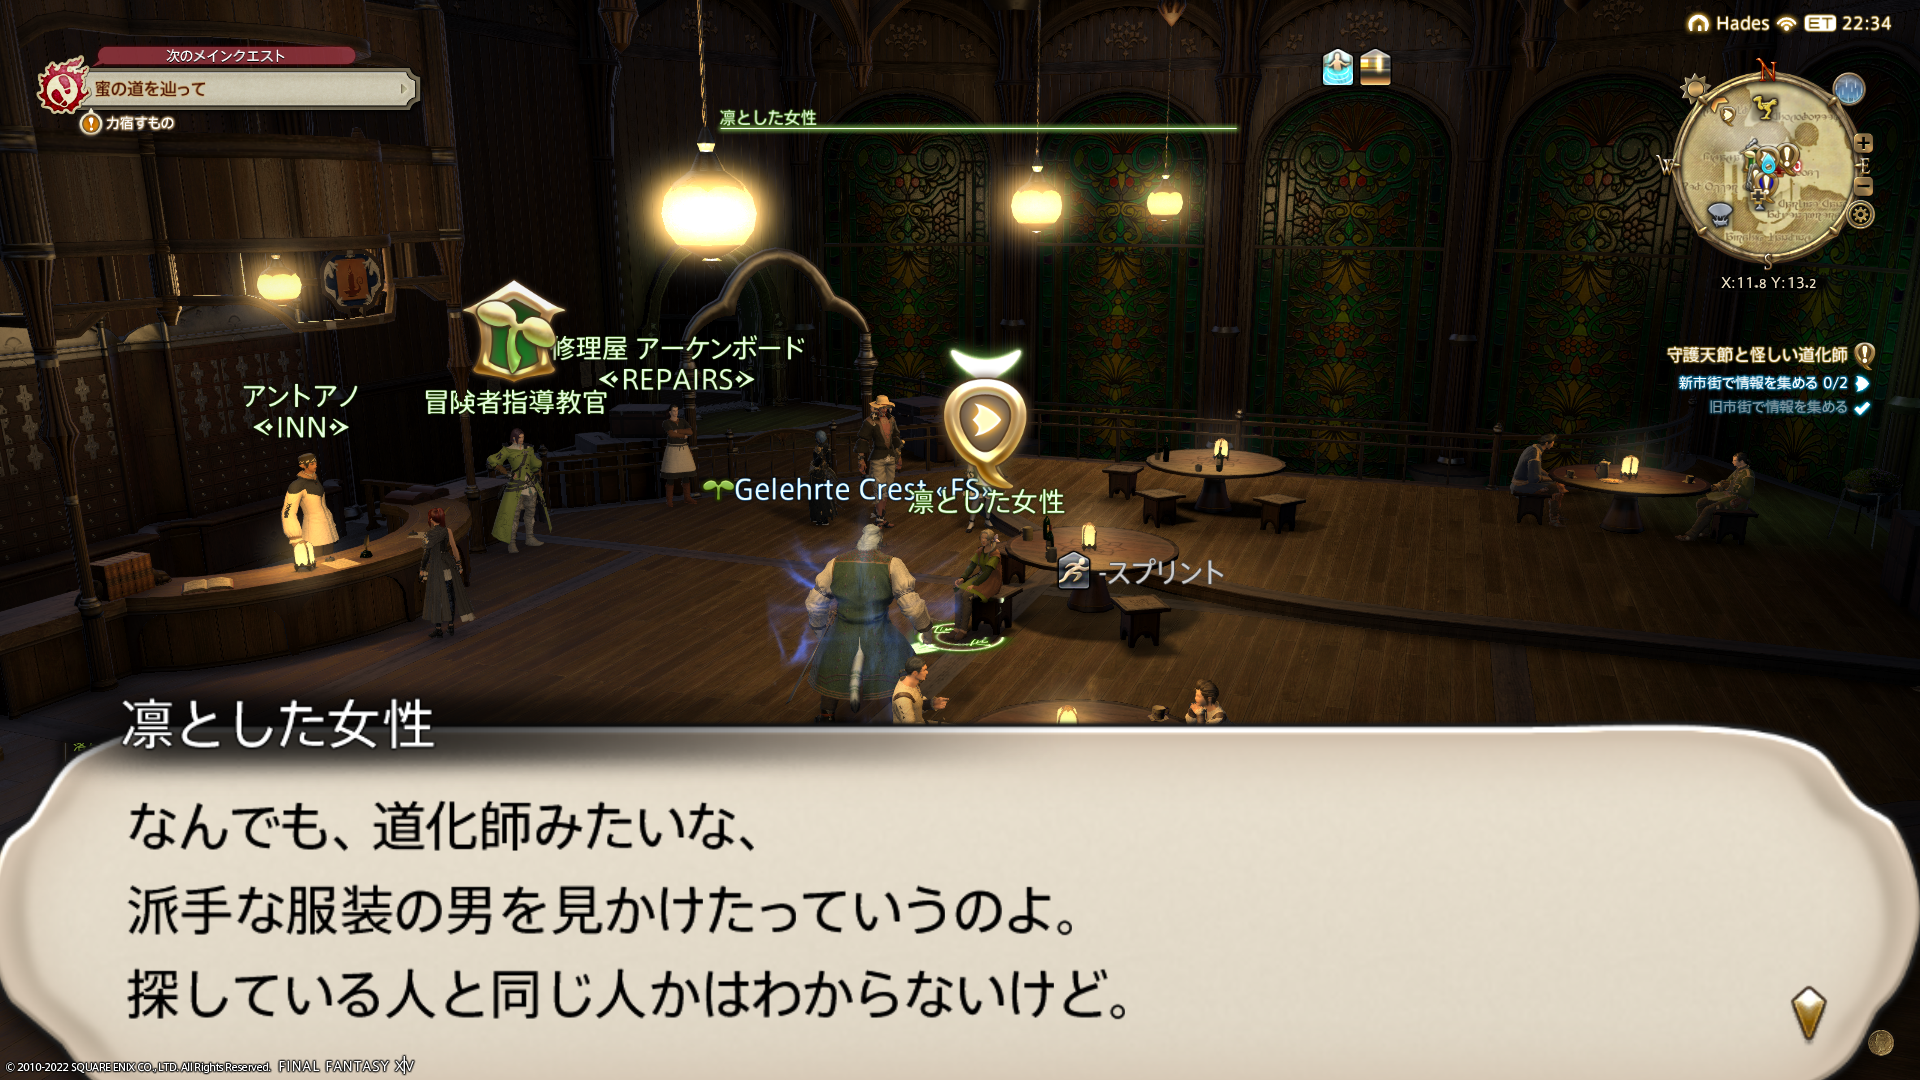 Hades ET 22:34
次のメインクエスト
蜜の道を辿って
力宿すもの
凛とした女性
N
W
E
S
X:11.8 Y:13.2
守護天節と怪しい道化師
新市街で情報を集める 0/2
旧市街で情報を集める
修理屋 アーケンボード
<REPAIRS>
アントアノ
<INN>
冒険者指導教官
Gelehrte Crest «FS»
凛とした女性
-スプリント
凛とした女性
なんでも、道化師みたいな、
派手な服装の男を見かけたっていうのよ。
探している人と同じ人かはわからないけど。
© 2010-2022 SQUARE ENIX CO., LTD. All Rights Reserved. FINAL FANTASY XIV